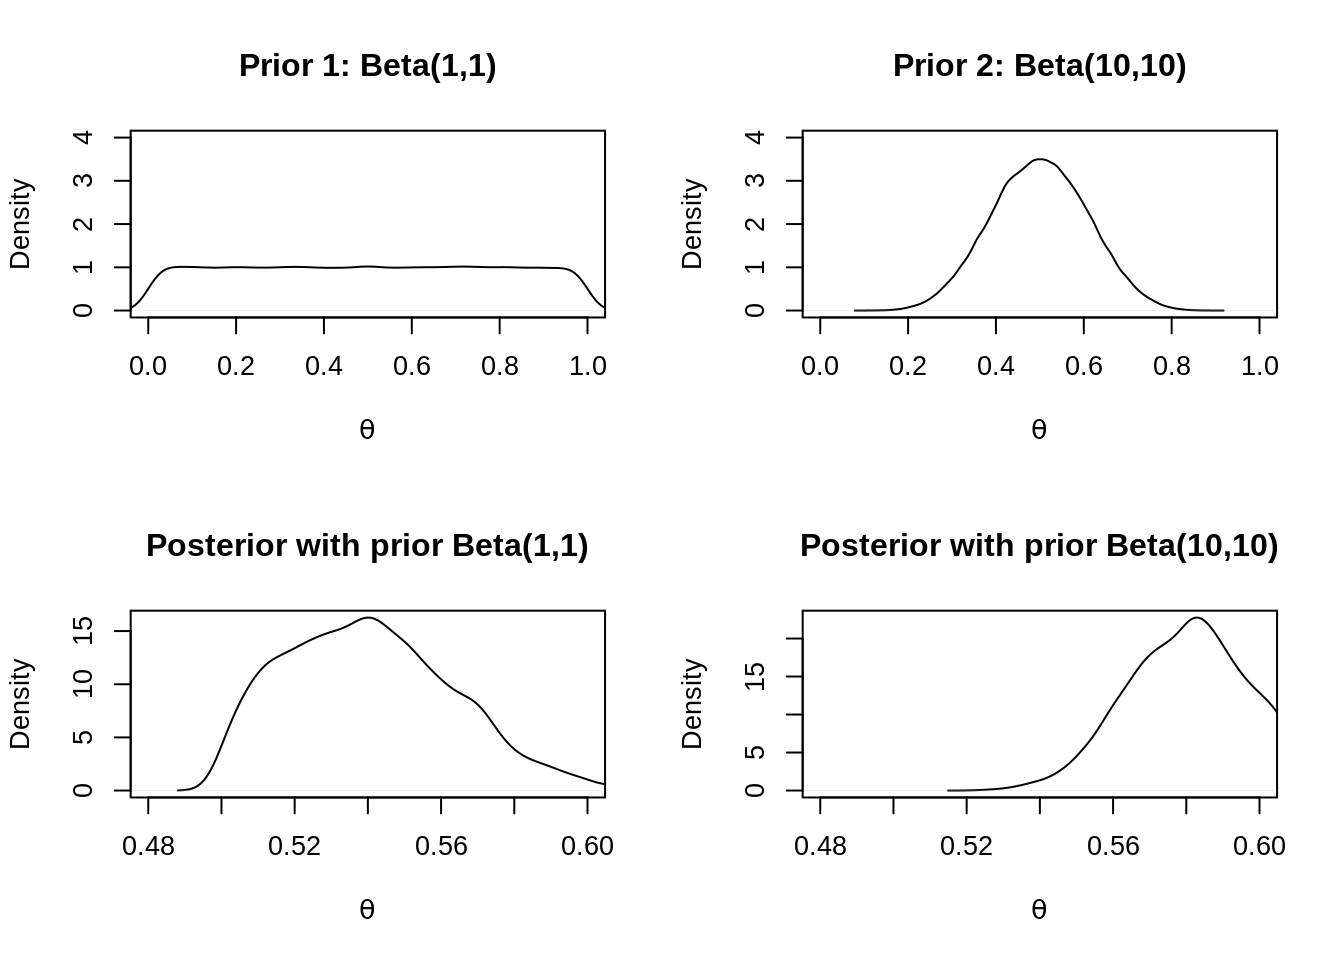 Prior 1: Beta(1,1)
Density
0 1 2 3 4
0.0 0.2 0.4 0.6 0.8 1.0
θ
Prior 2: Beta(10,10)
Density
0 1 2 3 4
0.0 0.2 0.4 0.6 0.8 1.0
θ
Posterior with prior Beta(1,1)
Density
0 5 10 15
0.48 0.52 0.56 0.60
θ
Posterior with prior Beta(10,10)
Density
0 5 15
0.48 0.52 0.56 0.60
θ